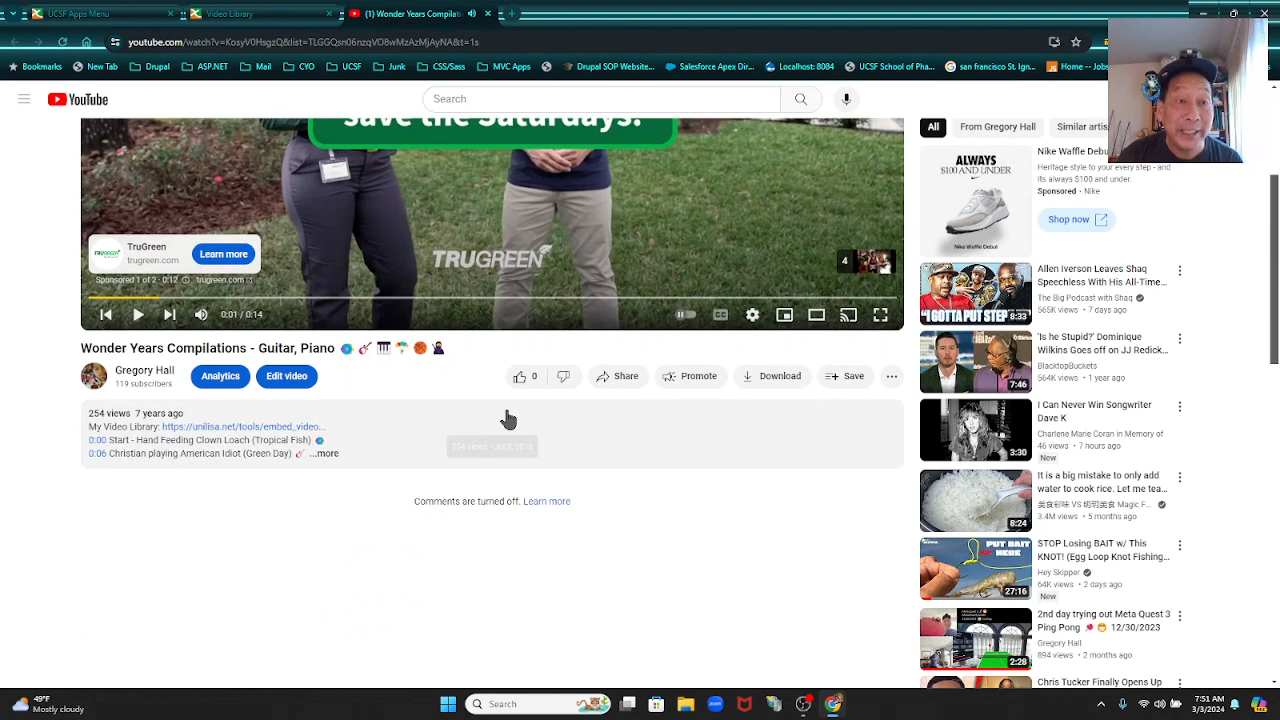 UCSF Apps Menu
Video Library
(1) Wonder Years Compilat
youtube.com/watch?v=KosyV0HsgzQ&list=TLGGQsn06nzqVO8wMzAzMjAyNA&t=1s
Bookmarks New Tab Drupal ASP.NET Mail CYO UCSF Junk CSS/Sass MVC Apps Drupal SOP Website... Salesforce Apex Dir... Localhost: 8084 UCSF School of Pha... san francisco st. Ign... Home -- Jobs
YouTube
Search
save the Saturdays.
TruGreen
trugreen.com
Learn more
TRUGREEN
TRUGREEN
4
Sponsored 1 of 2 · 0:12 trugreen.com
0:01 / 0:14
CC
Wonder Years Compilations - Guitar, Piano
Gregory Hall
119 subscribers
Analytics
Edit video
0
Share
Promote
Download
Save
254 views 7 years ago
My Video Library: https://unilisa.net/tools/embed_video...
0:00 Start - Hand Feeding Clown Loach (Tropical Fish)
0:06 Christian playing American Idiot (Green Day) ...more
Comments are turned off. Learn more
All
From Gregory Hall
Similar artis
ALWAYS
$100 AND UNDER
Nike Waffle Debut
Nike Waffle Debu
Heritage style to your every step - and
its always $100 and under.
Sponsored · Nike
Shop now
"I GOTTA PUT STEP
8:33
Allen Iverson Leaves Shaq
Speechless With His All-Time...
The Big Podcast with Shaq
565K views · 7 days ago
7:46
'Is he Stupid?' Dominique
Wilkins Goes off on JJ Redick...
BlacktopBuckets
564K views · 1 year ago
3:30
I Can Never Win Songwriter
Dave K
Charlene Marie Coran in Memory of
46 views · 7 hours ago
New
8:24
It is a big mistake to only add
water to cook rice. Let me tea...
3.4M views · 5 months ago
PUT BAIT
HERE
27:16
STOP Losing BAIT w/ This
KNOT! (Egg Loop Knot Fishing...
Hey Skipper
64K views · 2 days ago
New
2:28
2nd day trying out Meta Quest 3
Ping Pong 12/30/2023
Gregory Hall
894 views · 2 months ago
Chris Tucker Finally Opens Up
49°F
Mostly cloudy
Search
zoom
7:51 AM
3/3/2024